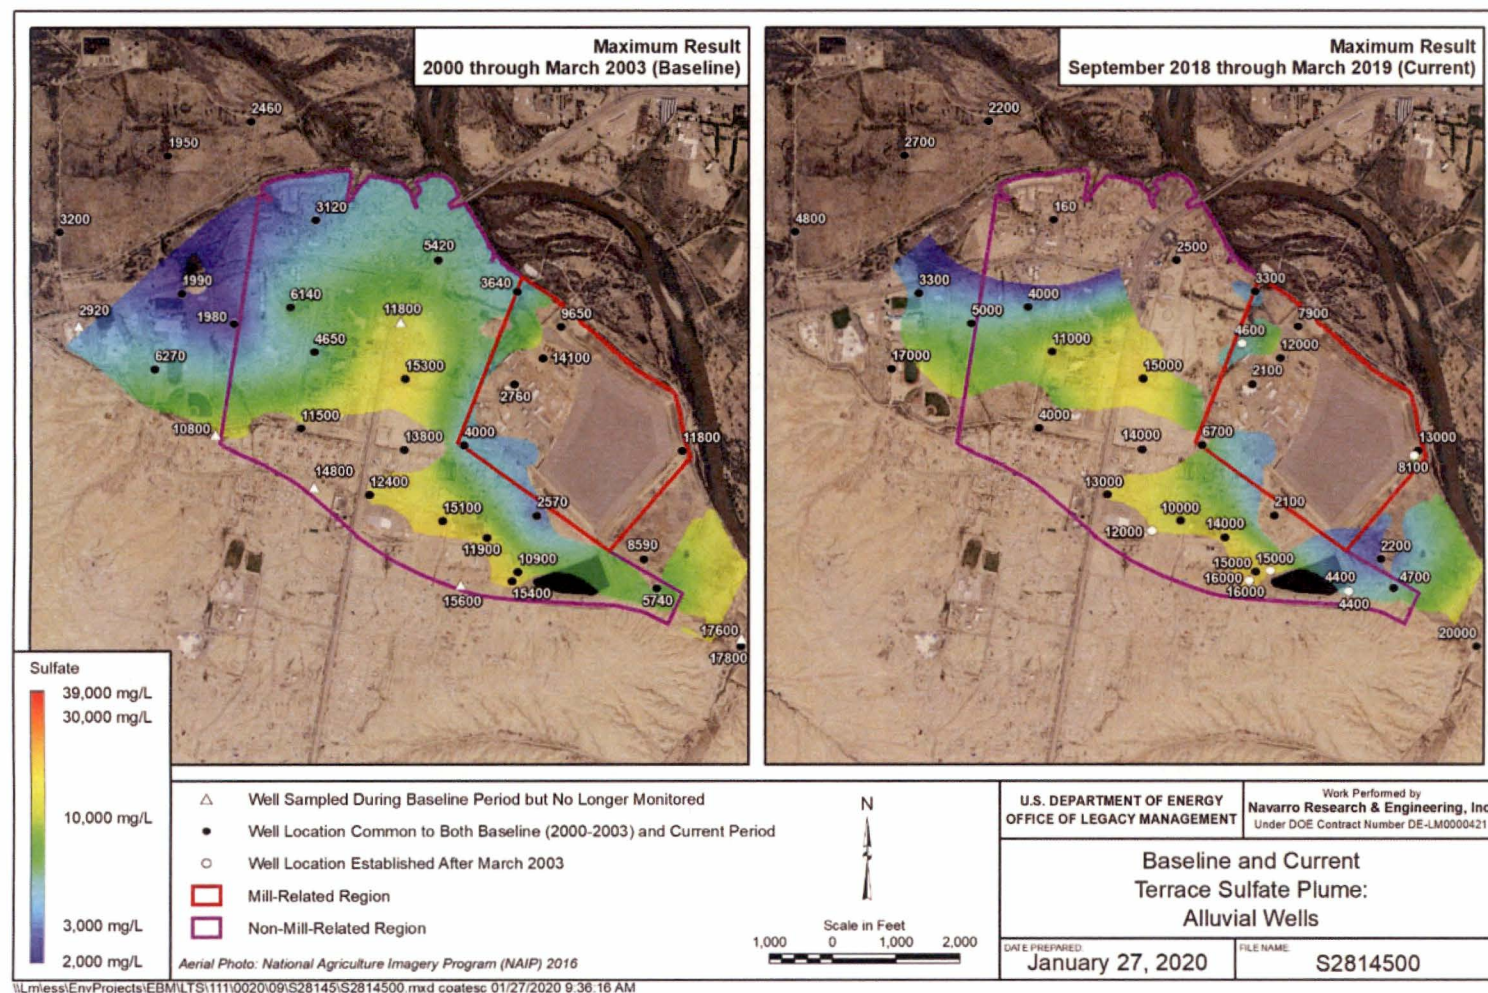 Maximum Result
2000 through March 2003 (Baseline)
2460
1950
3200
3120
5420
1990
3640
2920
6140
11800
9650
1980
4650
14100
6270
15300
2760
11500
10800
13800
4000
11800
14800
12400
15100
2570
11900
10900
8590
15400
15600
5740
17600
17800
Maximum Result
September 2018 through March 2019 (Current)
2200
2700
4800
160
2500
3300
3300
4000
7900
5000
4600
11000
12000
17000
15000
2100
4000
14000
6700
13000
8100
13000
10000
2100
12000
14000
2200
15000
15000
4400
4700
16000
16000
4400
20000
Sulfate
39,000 mg/L
30,000 mg/L
10,000 mg/L
3,000 mg/L
2,000 mg/L
Well Sampled During Baseline Period but No Longer Monitored
Well Location Common to Both Baseline (2000-2003) and Current Period
Well Location Established After March 2003
Mill-Related Region
Non-Mill-Related Region
Aerial Photo: National Agriculture Imagery Program (NAIP) 2016
N
Scale in Feet
1,000 0 1,000 2,000
U.S. DEPARTMENT OF ENERGY
OFFICE OF LEGACY MANAGEMENT
Work Performed by
Navarro Research & Engineering, Inc
Under DOE Contract Number DE-LM0000421
Baseline and Current
Terrace Sulfate Plume:
Alluvial Wells
DATE PREPARED:
January 27, 2020
FILE NAME:
S2814500
\\Lm\ess\EnvProjects\EBM\LTS\111\0020\09\S28145\S2814500.mxd coatesc 01/27/2020 9:36:16 AM